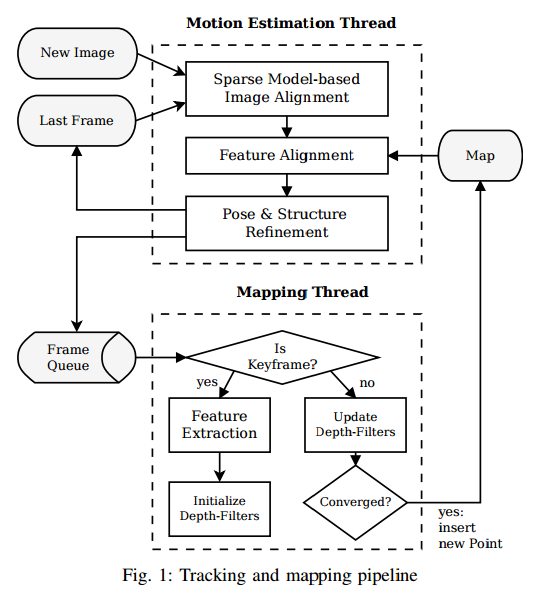 Motion Estimation Thread
New Image
Sparse Model-based
Image Alignment
Last Frame
Feature Alignment
Map
Pose & Structure
Refinement
Mapping Thread
Frame
Queue
Is
Keyframe?
yes
no
Feature
Extraction
Update
Depth-Filters
Initialize
Depth-Filters
Converged?
yes:
insert
new Point
Fig. 1: Tracking and mapping pipeline